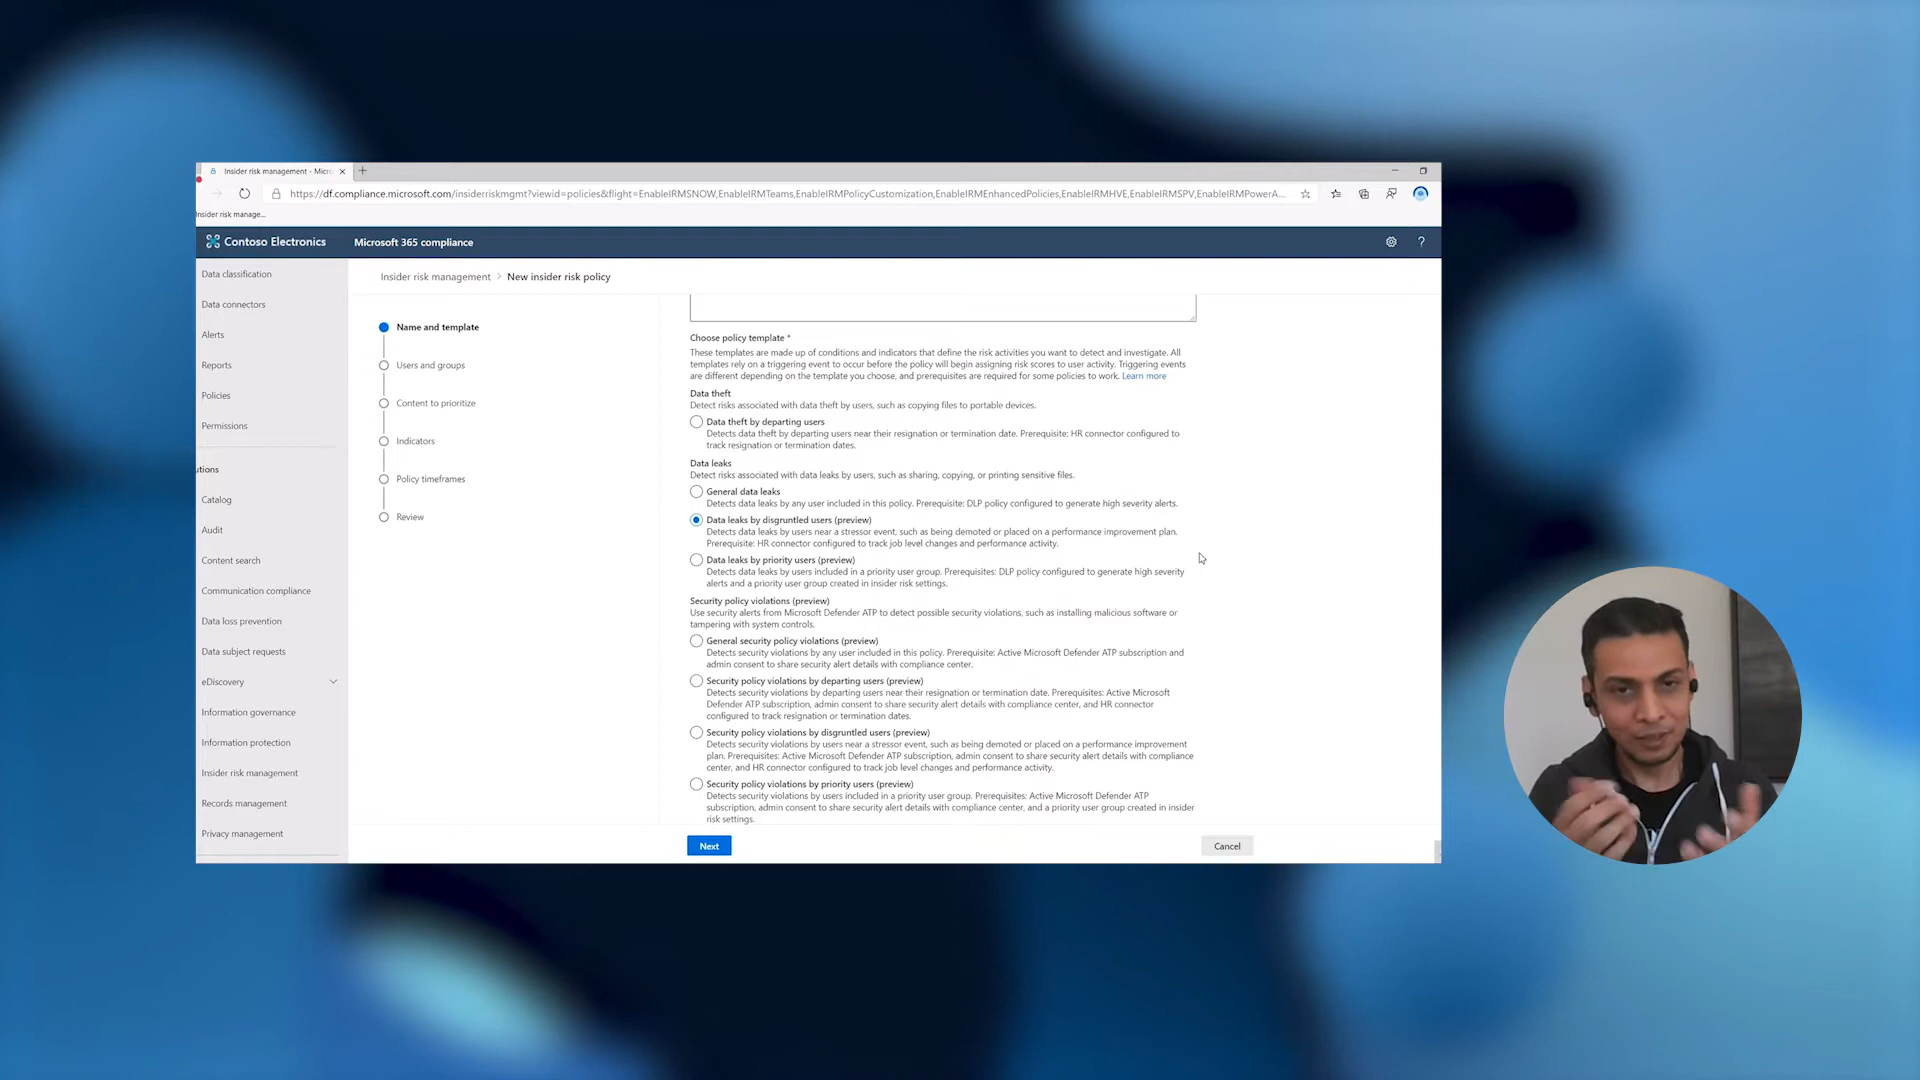 Insider risk management - Micro
https://df.compliance.microsoft.com/insiderriskmgmt?viewid=policies&flight=EnableIRMSNOW,EnableIRMTeams,EnableIRMPolicyCustomization,EnableIRMEnhancedPolicies,EnableIRMHVE,EnableIRMSPV,EnableIRMPowerA...
Insider risk manage...
Contoso Electronics
Microsoft 365 compliance
?
Data classification
Data connectors
Alerts
Reports
Policies
Permissions
utions
Catalog
Audit
Content search
Communication compliance
Data loss prevention
Data subject requests
eDiscovery
Information governance
Information protection
Insider risk management
Records management
Privacy management
Insider risk management > New insider risk policy
Name and template
Users and groups
Content to prioritize
Indicators
Policy timeframes
Review
Choose policy template *
These templates are made up of conditions and indicators that define the risk activities you want to detect and investigate. All
templates rely on a triggering event to occur before the policy will begin assigning risk scores to user activity. Triggering events
are different depending on the template you choose, and prerequisites are required for some policies to work. Learn more
Data theft
Detect risks associated with data theft by users, such as copying files to portable devices.
Data theft by departing users
Detects data theft by departing users near their resignation or termination date. Prerequisite: HR connector configured to
track resignation or termination dates.
Data leaks
Detect risks associated with data leaks by users, such as sharing, copying, or printing sensitive files.
General data leaks
Detects data leaks by any user included in this policy. Prerequisite: DLP policy configured to generate high severity alerts.
Data leaks by disgruntled users (preview)
Detects data leaks by users near a stressor event, such as being demoted or placed on a performance improvement plan.
Prerequisite: HR connector configured to track job level changes and performance activity.
Data leaks by priority users (preview)
Detects data leaks by users included in a priority user group. Prerequisites: DLP policy configured to generate high severity
alerts and a priority user group created in insider risk settings.
Security policy violations (preview)
Use security alerts from Microsoft Defender ATP to detect possible security violations, such as installing malicious software or
tampering with system controls.
General security policy violations (preview)
Detects security violations by any user included in this policy. Prerequisite: Active Microsoft Defender ATP subscription and
admin consent to share security alert details with compliance center.
Security policy violations by departing users (preview)
Detects security violations by departing users near their resignation or termination date. Prerequisites: Active Microsoft
Defender ATP subscription, admin consent to share security alert details with compliance center, and HR connector
configured to track resignation or termination dates.
Security policy violations by disgruntled users (preview)
Detects security violations by users near a stressor event, such as being demoted or placed on a performance improvement
plan. Prerequisites: Active Microsoft Defender ATP subscription, admin consent to share security alert details with compliance
center, and HR connector configured to track job level changes and performance activity.
Security policy violations by priority users (preview)
Detects security violations by users included in a priority user group. Prerequisites: Active Microsoft Defender ATP
subscription, admin consent to share security alert details with compliance center, and a priority user group created in insider
risk settings.
Next
Cancel